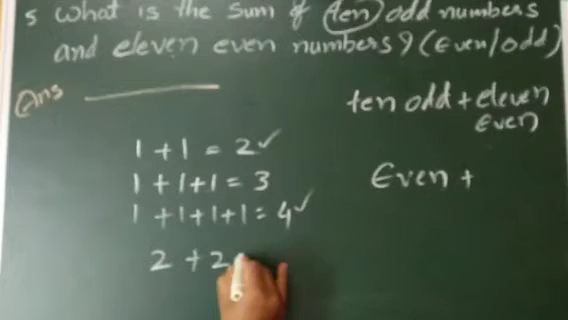 5 What is the sum of ten odd numbers
and eleven even numbers? (Even/odd)
Ans
ten odd + eleven
Even
1 + 1 = 2 ✓
1 + 1 + 1 = 3
Even +
1 + 1 + 1 + 1 = 4 ✓
2 + 2